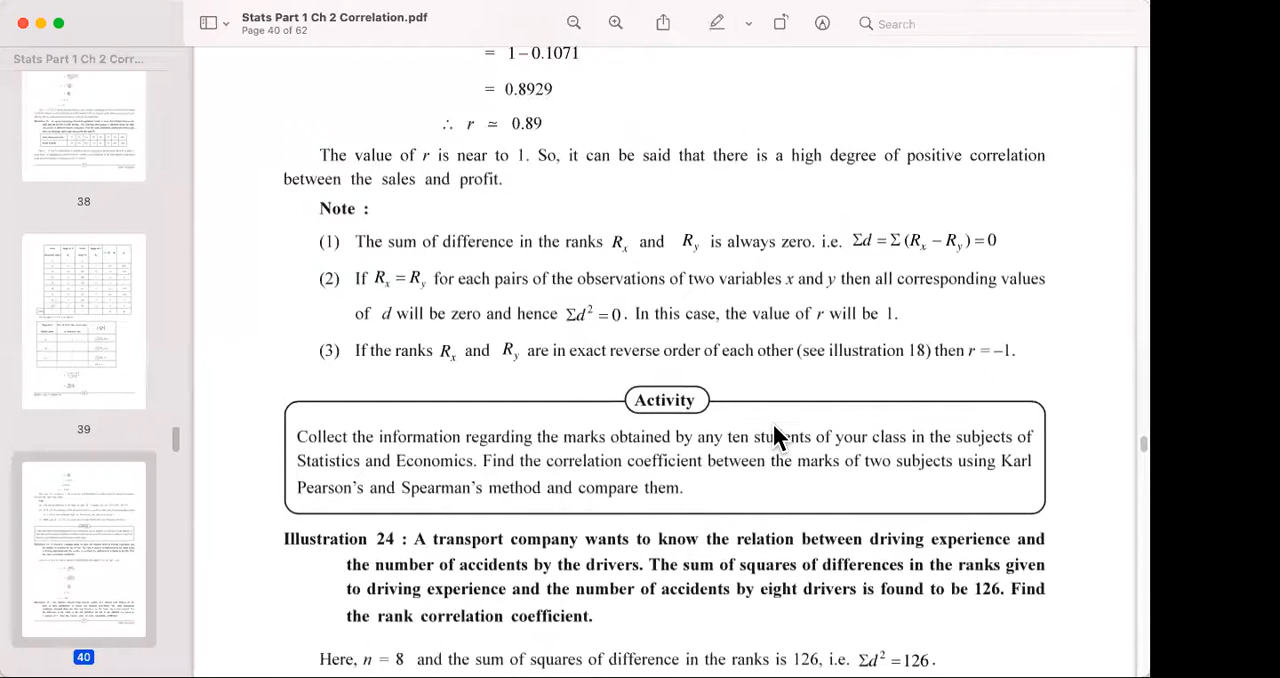 Stats Part 1 Ch 2 Correlation.pdf
Page 40 of 62
Search
Stats Part 1 Ch 2 Corr...
38
39
40
= 1−0.1071
= 0.8929
∴ r ≃ 0.89
The value of r is near to 1. So, it can be said that there is a high degree of positive correlation
between the sales and profit.
Note :
(1) The sum of difference in the ranks Rₓ and Rᵧ is always zero. i.e. Σd = Σ (Rₓ − Rᵧ) = 0
(2) If Rₓ = Rᵧ for each pairs of the observations of two variables x and y then all corresponding values
of d will be zero and hence Σd² = 0. In this case, the value of r will be 1.
(3) If the ranks Rₓ and Rᵧ are in exact reverse order of each other (see illustration 18) then r = −1.
Activity
Collect the information regarding the marks obtained by any ten students of your class in the subjects of
Statistics and Economics. Find the correlation coefficient between the marks of two subjects using Karl
Pearson's and Spearman's method and compare them.
Illustration 24 : A transport company wants to know the relation between driving experience and
the number of accidents by the drivers. The sum of squares of differences in the ranks given
to driving experience and the number of accidents by eight drivers is found to be 126. Find
the rank correlation coefficient.
Here, n = 8 and the sum of squares of difference in the ranks is 126, i.e. Σd² = 126.